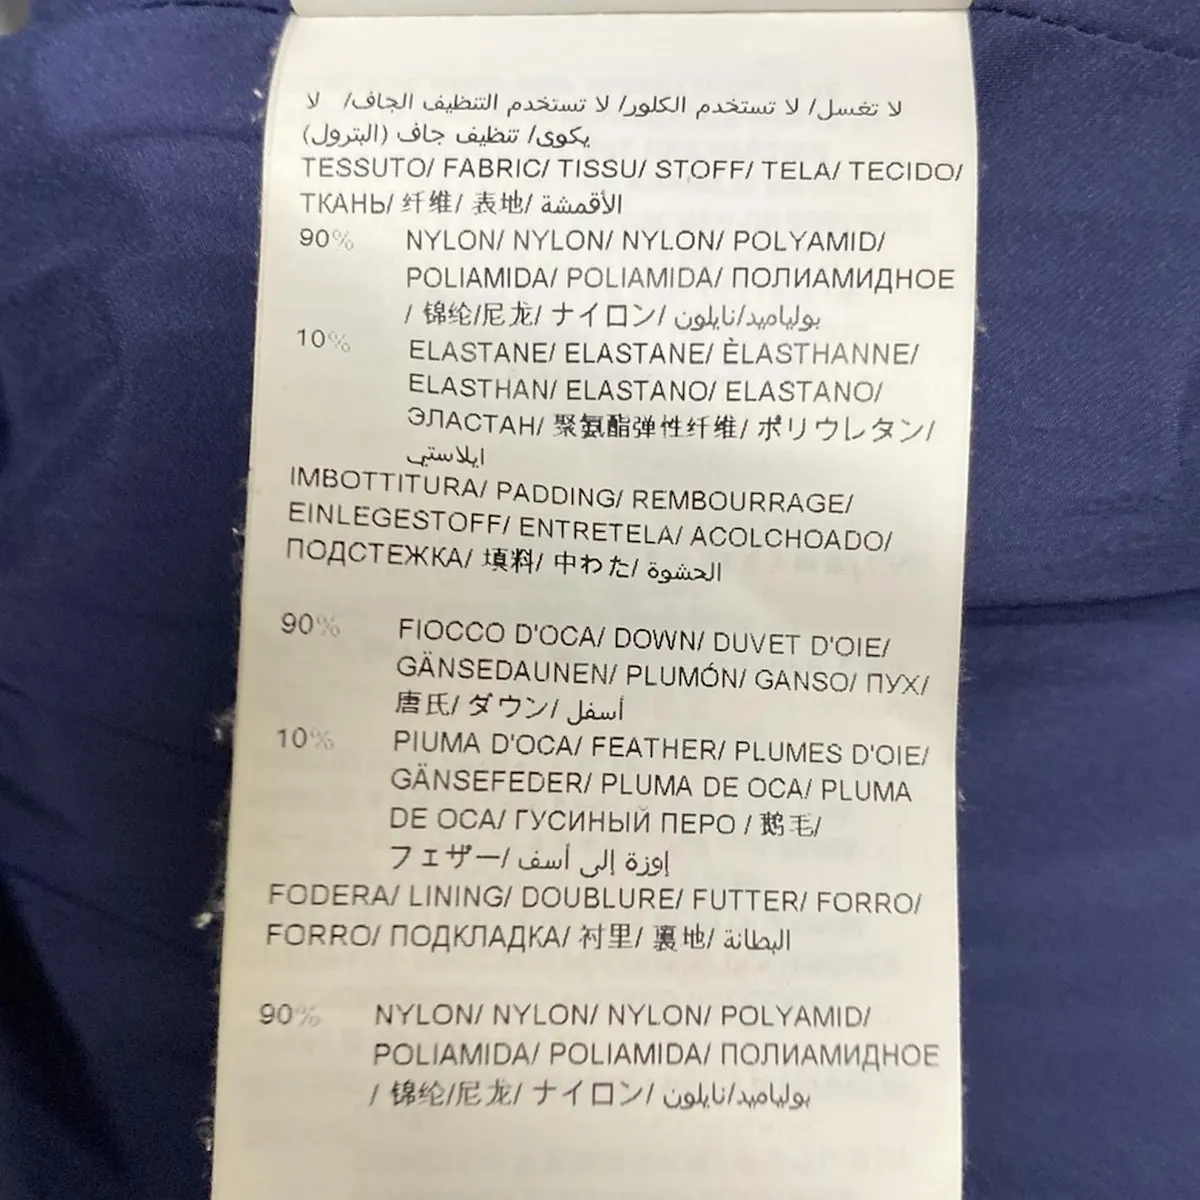 لا تغسل/ لا تستخدم الكلور/ لا تستخدم التنظيف الجاف/ لا
يكوى/ تنظيف جاف (البترول)
TESSUTO/ FABRIC/ TISSU/ STOFF/ TELA/ TECIDO/
ТКАНЬ/ 纤维/ 表地/ الأقمشة
90% NYLON/ NYLON/ NYLON/ POLYAMID/
POLIAMIDA/ POLIAMIDA/ ПОЛИАМИДНОЕ
/ 锦纶/尼龙/ ナイロン/ بولياميد/نايلون
10% ELASTANE/ ELASTANE/ ÈLASTHANNE/
ELASTHAN/ ELASTANO/ ELASTANO/
ЭЛАСТАН/ 聚氨酯弹性纤维/ ポリウレタン/
ايلاستي
IMBOTTITURA/ PADDING/ REMBOURRAGE/
EINLEGESTOFF/ ENTRETELA/ ACOLCHOADO/
ПОДСТЕЖКА/ 填料/ 中わた/ الحشوة
90% FIOCCO D'OCA/ DOWN/ DUVET D'OIE/
GÄNSEDAUNEN/ PLUMÓN/ GANSO/ ПУХ/
唐氏/ ダウン/ أسفل
10% PIUMA D'OCA/ FEATHER/ PLUMES D'OIE/
GÄNSEFEDER/ PLUMA DE OCA/ PLUMA
DE OCA/ ГУСИНЫЙ ПЕРО / 鹅毛/
フェザー/ إوزة إلى أسف
FODERA/ LINING/ DOUBLURE/ FUTTER/ FORRO/
FORRO/ ПОДКЛАДКА/ 衬里/ 裏地/ البطانة
90% NYLON/ NYLON/ NYLON/ POLYAMID/
POLIAMIDA/ POLIAMIDA/ ПОЛИАМИДНОЕ
/ 锦纶/尼龙/ ナイロン/ بولياميد/نايلون